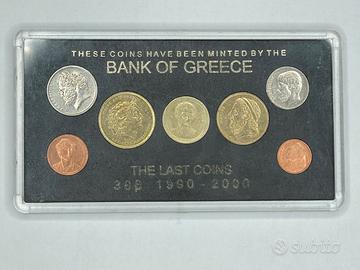 THESE COINS HAVE BEEN MINTED BY THE
BANK OF GREECE
THE LAST COINS
1990 - 2000
subito